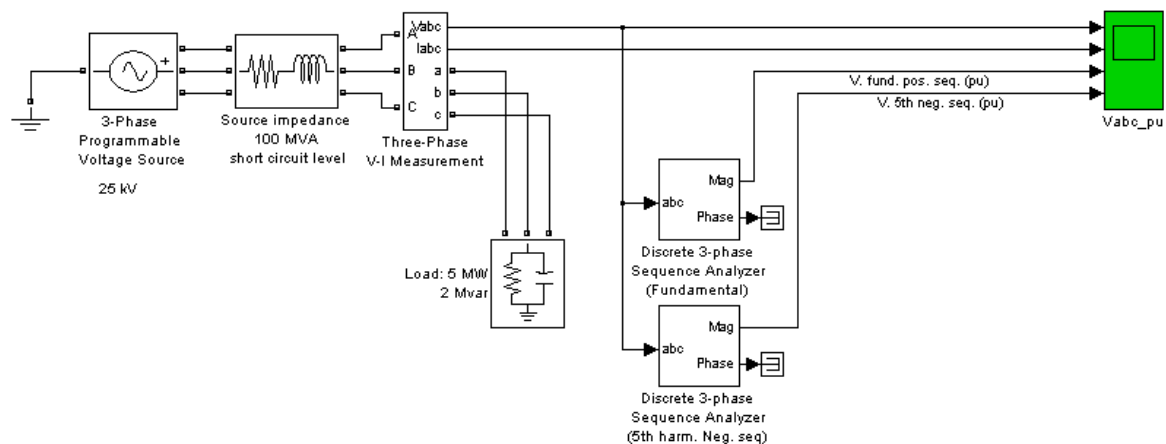 3-Phase
Programmable
Voltage Source
25 kV
+
Source impedance
100 MVA
short circuit level
A
B
C
Vabc
Iabc
a
b
c
Three-Phase
V-I Measurement
Load: 5 MW
2 Mvar
abc
Mag
Phase
Discrete 3-phase
Sequence Analyzer
(Fundamental)
abc
Mag
Phase
Discrete 3-phase
Sequence Analyzer
(5th harm. Neg. seq)
V. fund. pos. seq. (pu)
V. 5th neg. seq. (pu)
Vabc_pu